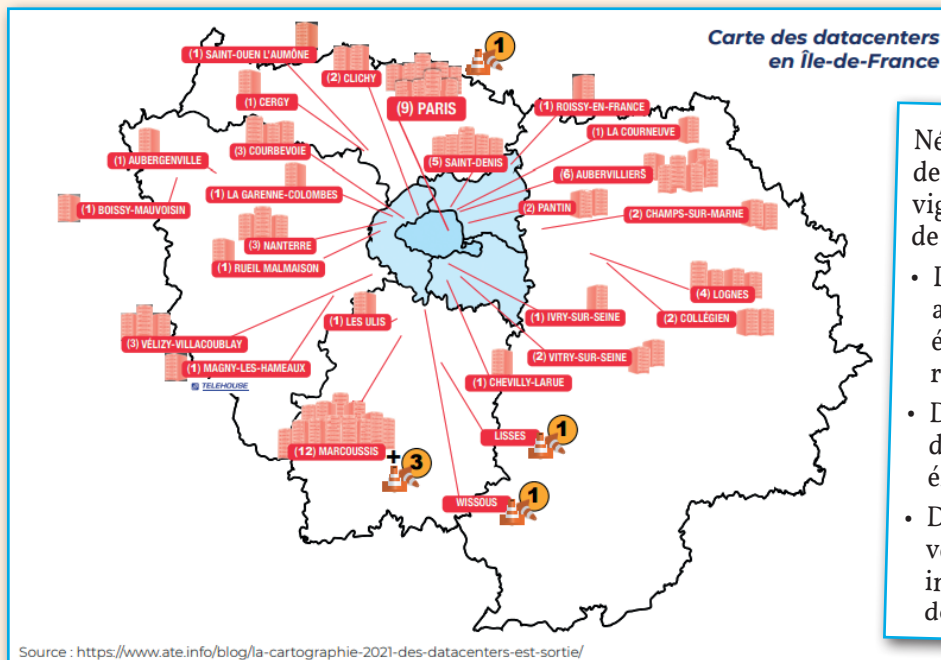 Carte des datacenters
en Île-de-France
(1) SAINT-OUEN L'AUMÔNE
(2) CLICHY
1
(1) CERGY
(9) PARIS
(1) ROISSY-EN-FRANCE
(1) LA COURNEUVE
(3) COURBEVOIE
(5) SAINT-DENIS
(1) AUBERGENVILLE
(6) AUBERVILLIERS
(1) LA GARENNE-COLOMBES
(1) BOISSY-MAUVOISIN
(2) PANTIN
(2) CHAMPS-SUR-MARNE
(3) NANTERRE
(1) RUEIL MALMAISON
(4) LOGNES
(1) LES ULIS
(1) IVRY-SUR-SEINE
(2) COLLÉGIEN
(3) VÉLIZY-VILLACOUBLAY
(2) VITRY-SUR-SEINE
(1) MAGNY-LES-HAMEAUX
TELEHOUSE
(1) CHEVILLY-LARUE
LISSES
1
(12) MARCOUSSIS
+
3
WISSOUS
1
Source : https://www.ate.info/blog/la-cartographie-2021-des-datacenters-est-sortie/
Né
de
vig
de
•
a
é
r
• D
d
é
• D
v
i
d